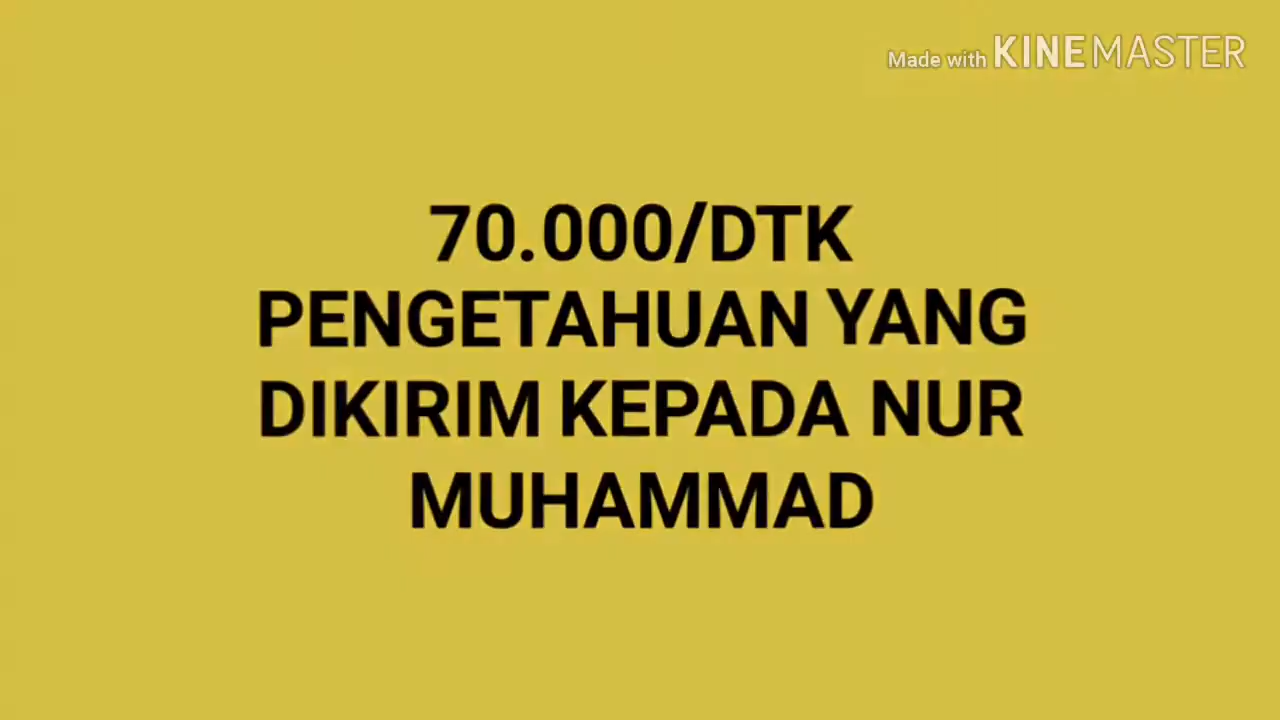 Made with KINEMASTER
70.000/DTK
PENGETAHUAN YANG
DIKIRIM KEPADA NUR
MUHAMMAD